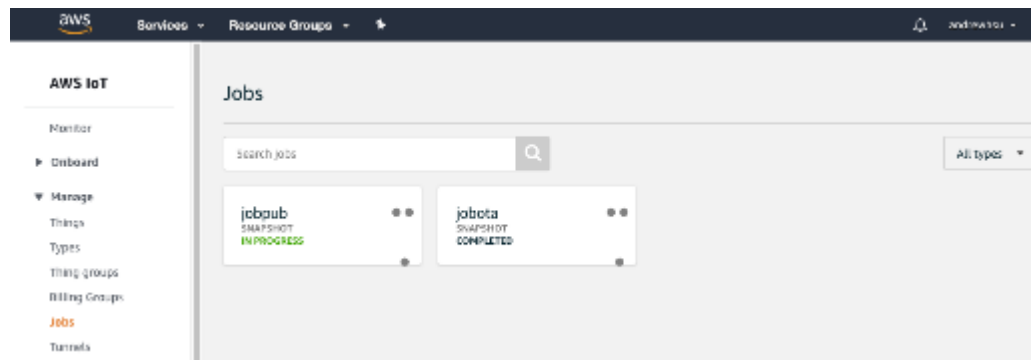 aws
Services
Resource Groups
AWS IoT
Jobs
Monitor
Onboard
Search jobs
All types
Manage
Things
Types
Thing groups
Billing Groups
Jobs
Tunnels
jobpub
SNAPSHOT
IN PROGRESS
jobota
SNAPSHOT
COMPLETED